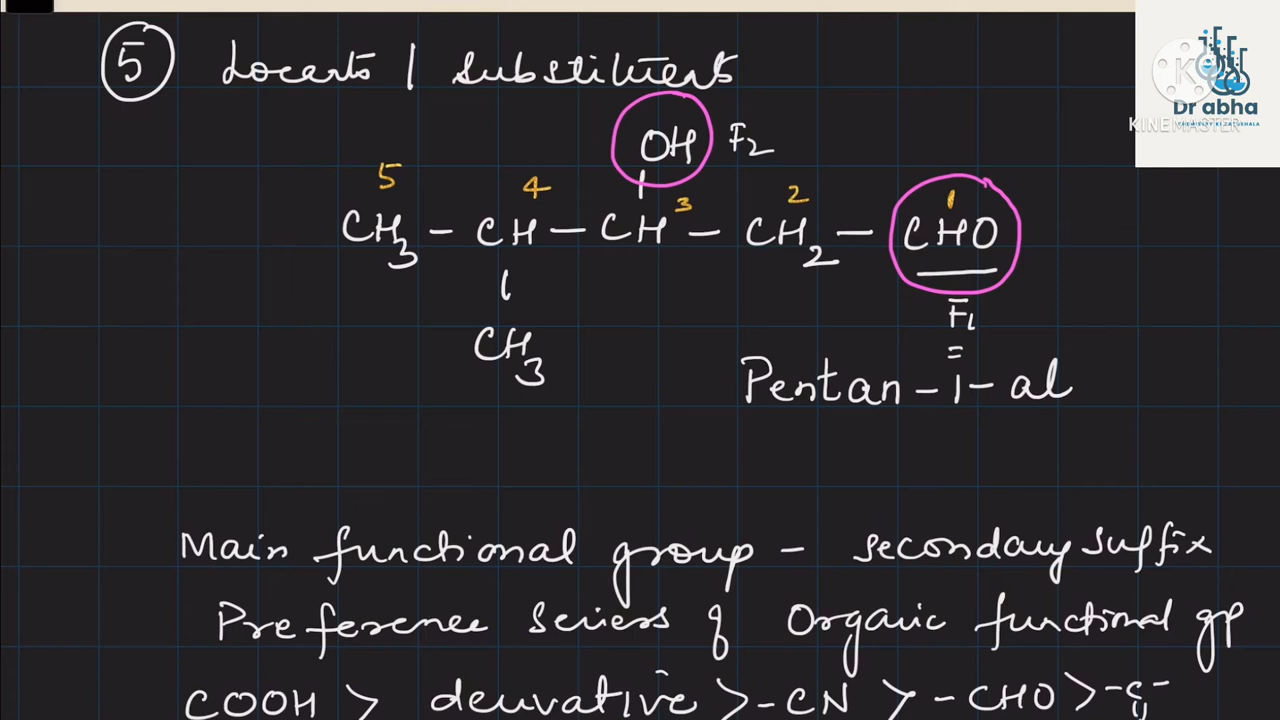 5 Locants / Substituents
Dr abha
KINEMASTER
OH F2
5 4 3 2 1
CH3 - CH - CH - CH2 - CHO
F1
CH3
Pentan - 1 - al
Main functional group - secondary suffix
Preference Series of Organic functional gp
COOH > derivative > -CN > -CHO > -C-